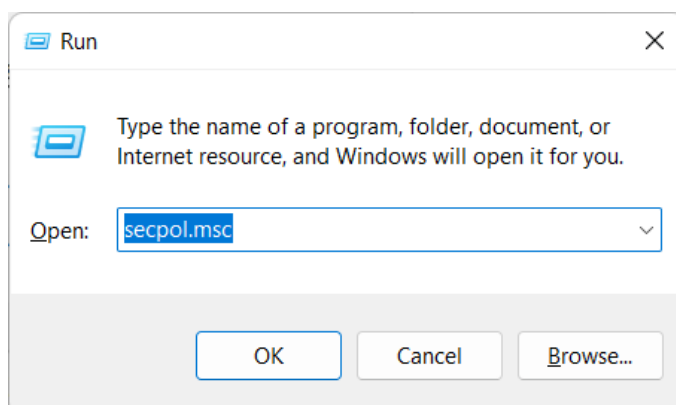 Run
Type the name of a program, folder, document, or
Internet resource, and Windows will open it for you.
Open: secpol.msc
OK Cancel Browse...